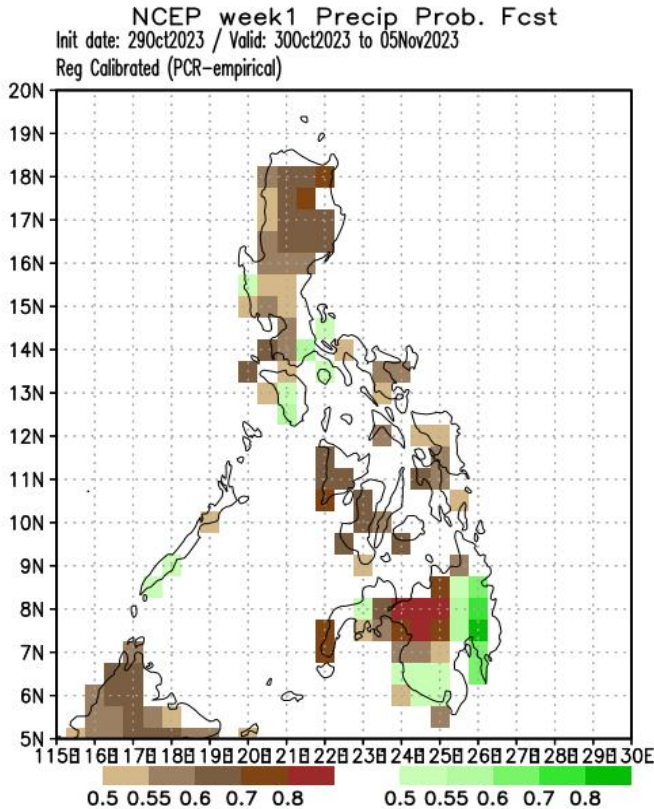 NCEP week1 Precip Prob. Fcst
Init date: 29Oct2023 / Valid: 30Oct2023 to 05Nov2023
Reg Calibrated (PCR-empirical)
20N
19N
18N
17N
16N
15N
14N
13N
12N
11N
10N
9N
8N
7N
6N
5N
115E 116E 117E 118E 119E 120E 121E 122E 123E 124E 125E 126E 127E 128E 129E 130E
0.5 0.55 0.6 0.7 0.8 0.5 0.55 0.6 0.7 0.8